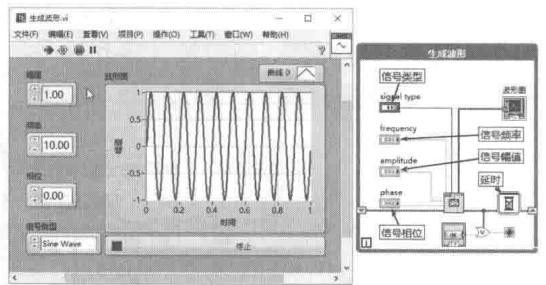 生成波形.vi
文件(F) 编辑(E) 查看(V) 项目(P) 操作(O) 工具(T) 窗口(W) 帮助(H)
幅值
1.00
频率
10.00
相位
0.00
信号类型
Sine Wave
波形图
曲线 0
1
0.5
0
-0.5
-1
幅值
0 0.2 0.4 0.6 0.8 1
时间
停止
生成波形
信号类型
signal type
波形图
frequency
信号频率
amplitude
信号幅值
phase
延时
信号相位
i